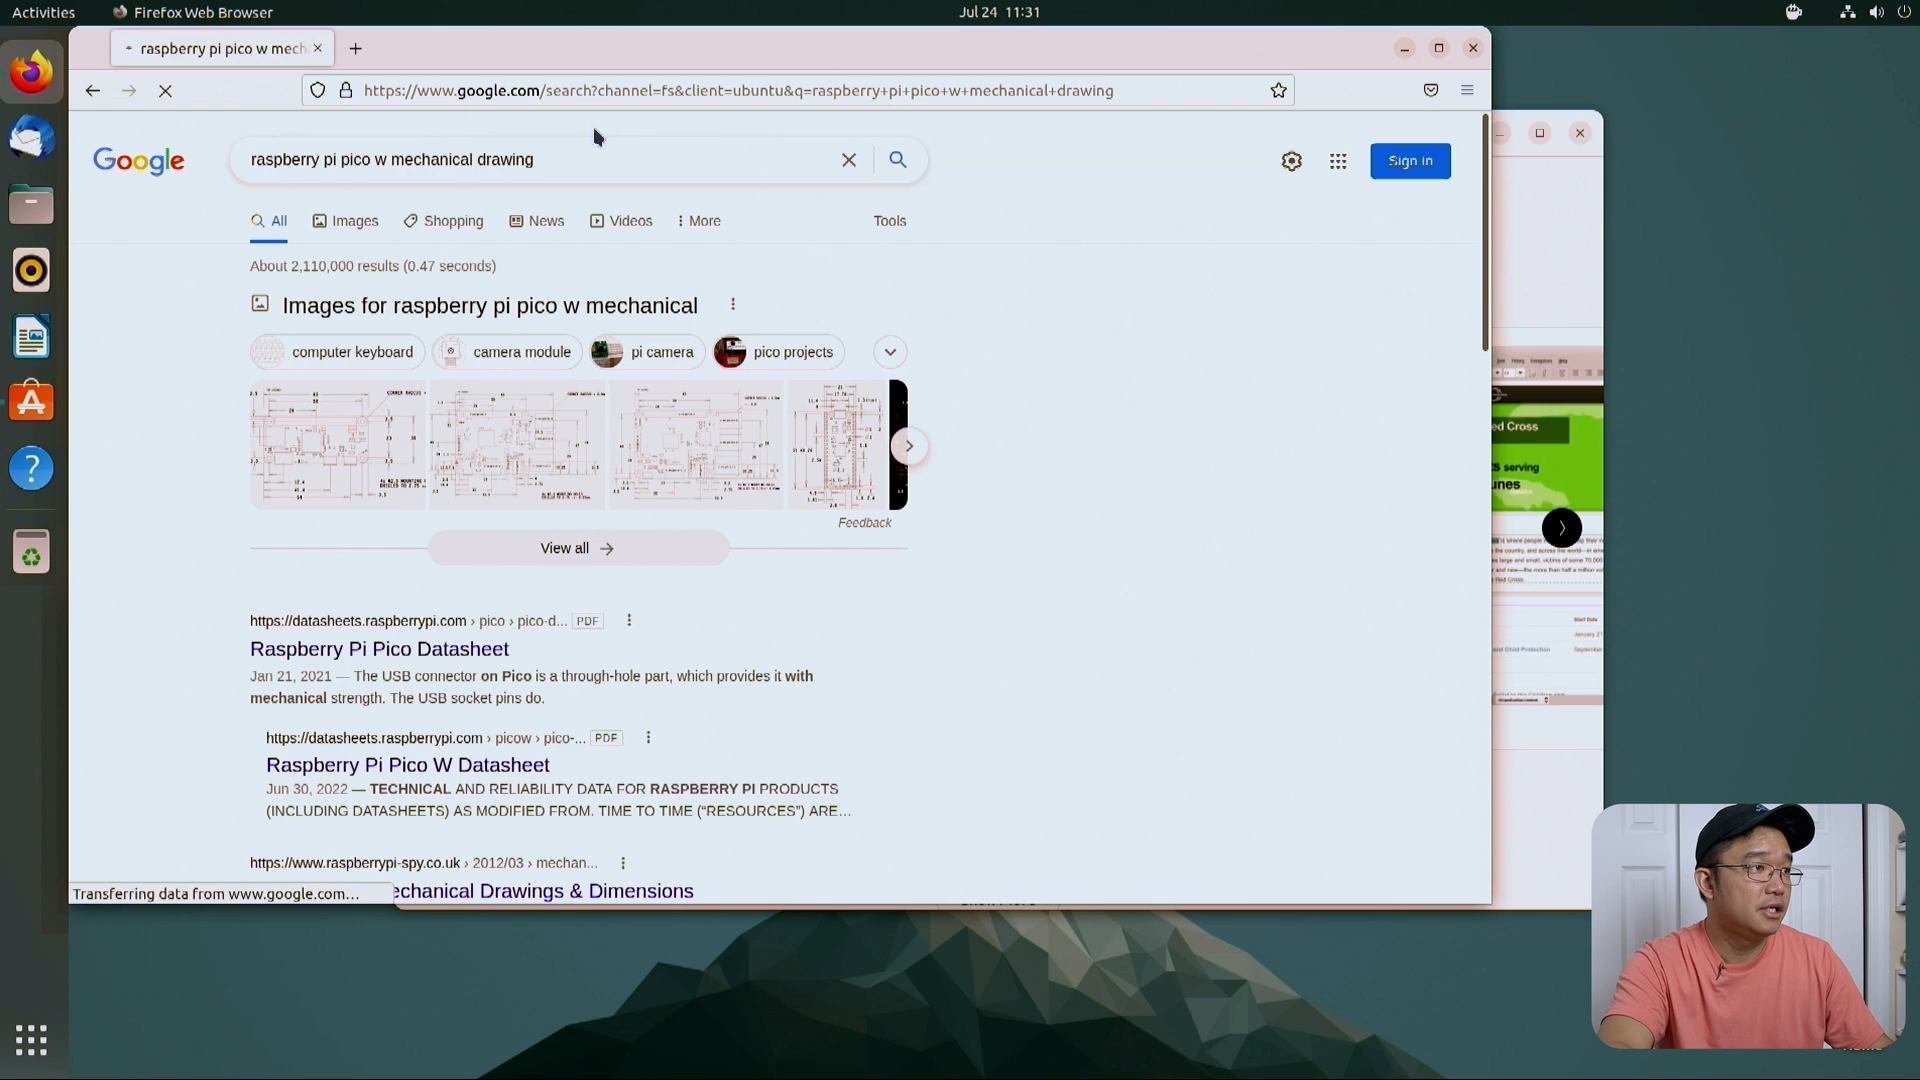 Activities
Firefox Web Browser
Jul 24 11:31
raspberry pi pico w mech
https://www.google.com/search?channel=fs&client=ubuntu&q=raspberry+pi+pico+w+mechanical+drawing
Google
raspberry pi pico w mechanical drawing
Sign in
All
Images
Shopping
News
Videos
More
Tools
About 2,110,000 results (0.47 seconds)
Images for raspberry pi pico w mechanical
computer keyboard
camera module
pi camera
pico projects
Feedback
View all
https://datasheets.raspberrypi.com › pico › pico-d... PDF
Raspberry Pi Pico Datasheet
Jan 21, 2021 — The USB connector on Pico is a through-hole part, which provides it with
mechanical strength. The USB socket pins do.
https://datasheets.raspberrypi.com › picow › pico-... PDF
Raspberry Pi Pico W Datasheet
Jun 30, 2022 — TECHNICAL AND RELIABILITY DATA FOR RASPBERRY PI PRODUCTS
(INCLUDING DATASHEETS) AS MODIFIED FROM. TIME TO TIME (“RESOURCES”) ARE...
https://www.raspberrypi-spy.co.uk › 2012/03 › mechan...
echanical Drawings & Dimensions
Transferring data from www.google.com...
ed Cross
serving
Start Date